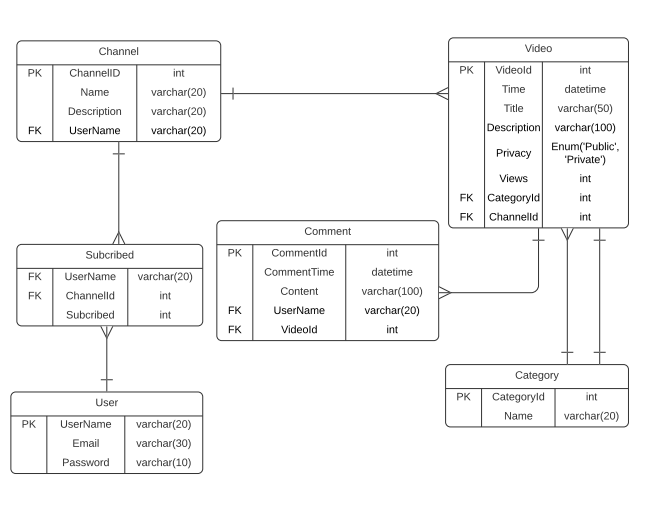 Channel
PK ChannelID int
Name varchar(20)
Description varchar(20)
FK UserName varchar(20)
Video
PK VideoId int
Time datetime
Title varchar(50)
Description varchar(100)
Privacy Enum('Public',
'Private')
Views int
FK CategoryId int
FK ChannelId int
Comment
PK CommentId int
CommentTime datetime
Content varchar(100)
FK UserName varchar(20)
FK VideoId int
Subcribed
FK UserName varchar(20)
FK ChannelId int
Subcribed int
Category
PK CategoryId int
Name varchar(20)
User
PK UserName varchar(20)
Email varchar(30)
Password varchar(10)